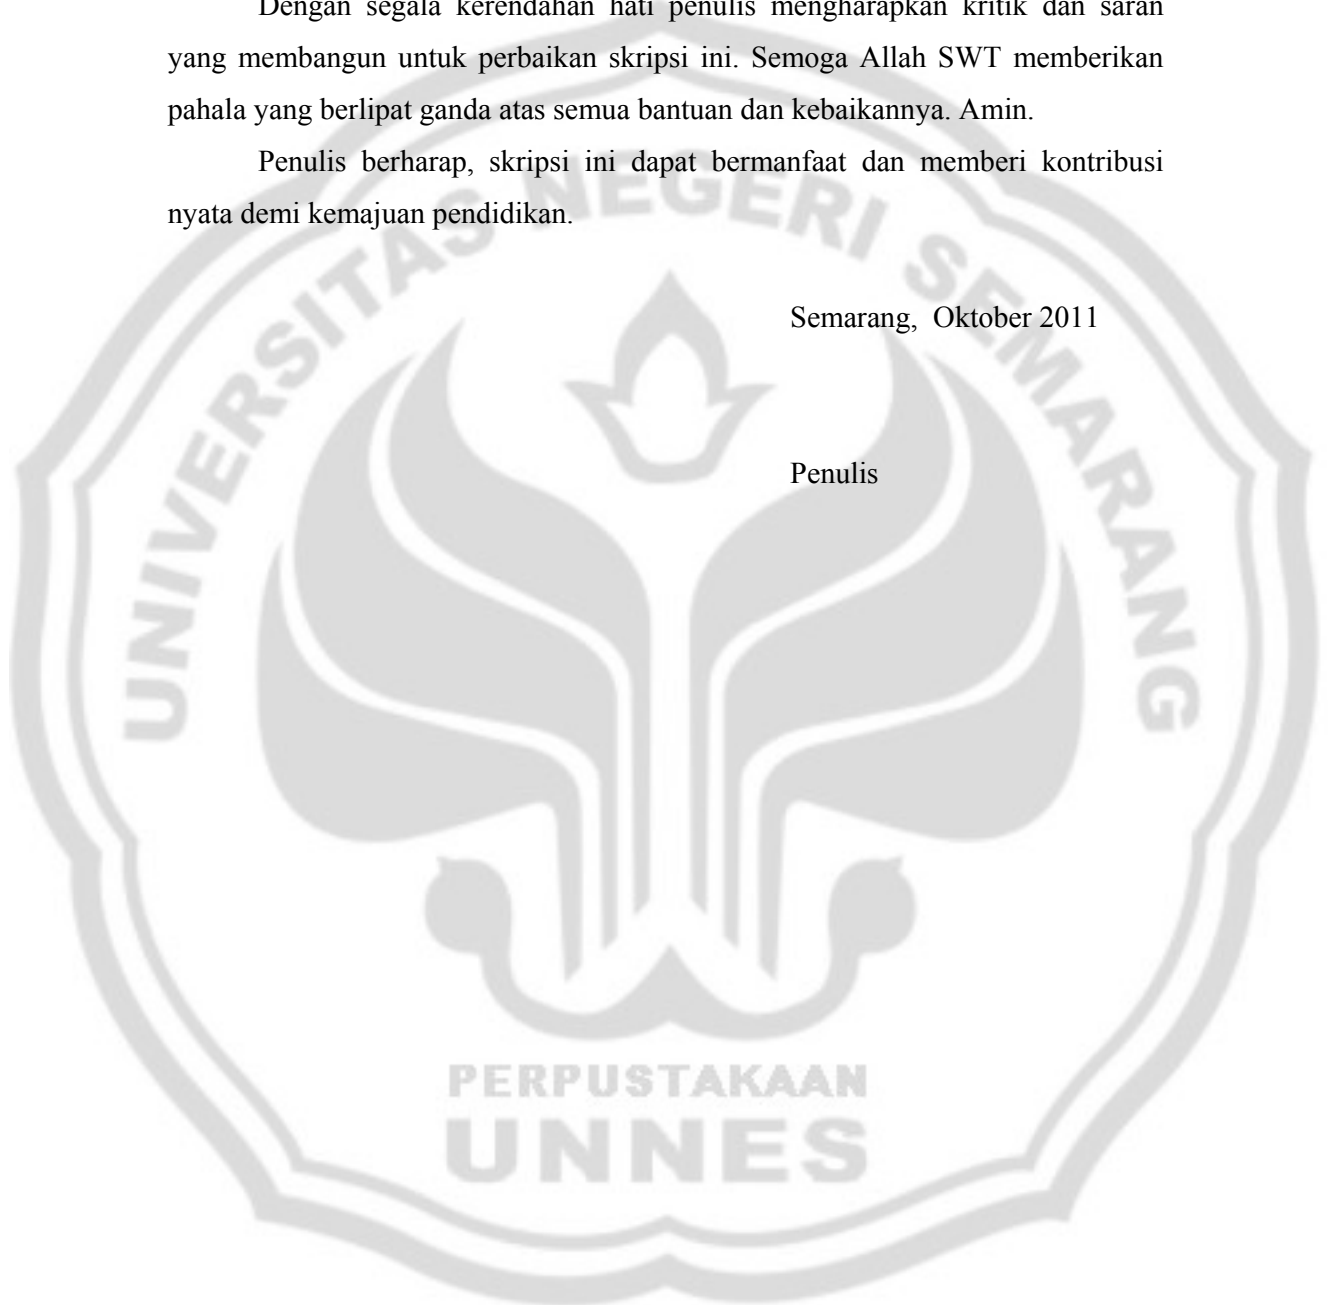 Dengan segala kerendahan hati penulis mengharapkan kritik dan saran
yang membangun untuk perbaikan skripsi ini. Semoga Allah SWT memberikan
pahala yang berlipat ganda atas semua bantuan dan kebaikannya. Amin.
Penulis berharap, skripsi ini dapat bermanfaat dan memberi kontribusi
nyata demi kemajuan pendidikan.
Semarang,  Oktober 2011
Penulis
UNIVERSITAS NEGERI SEMARANG
PERPUSTAKAAN
UNNES